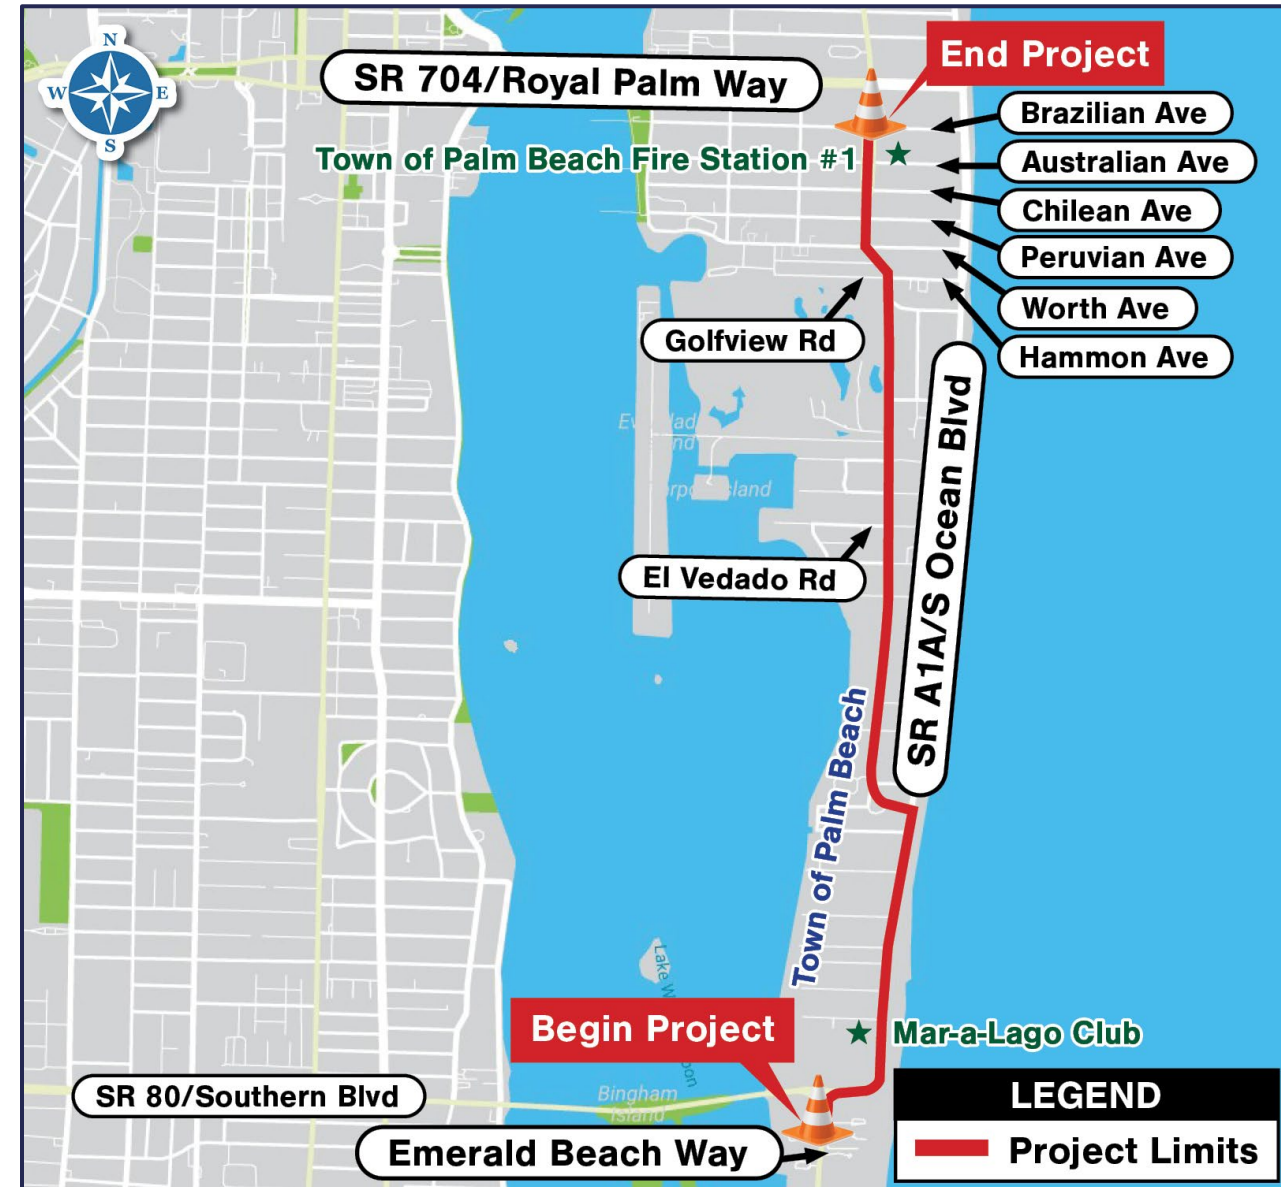 N
W
E
S
SR 704/Royal Palm Way
End Project
Brazilian Ave
Town of Palm Beach Fire Station #1
Australian Ave
Chilean Ave
Peruvian Ave
Worth Ave
Golfview Rd
Hammon Ave
SR A1A/S Ocean Blvd
El Vedado Rd
Town of Palm Beach
Lake
Begin Project
Mar-a-Lago Club
SR 80/Southern Blvd
Bingham
Island
Emerald Beach Way
LEGEND
Project Limits